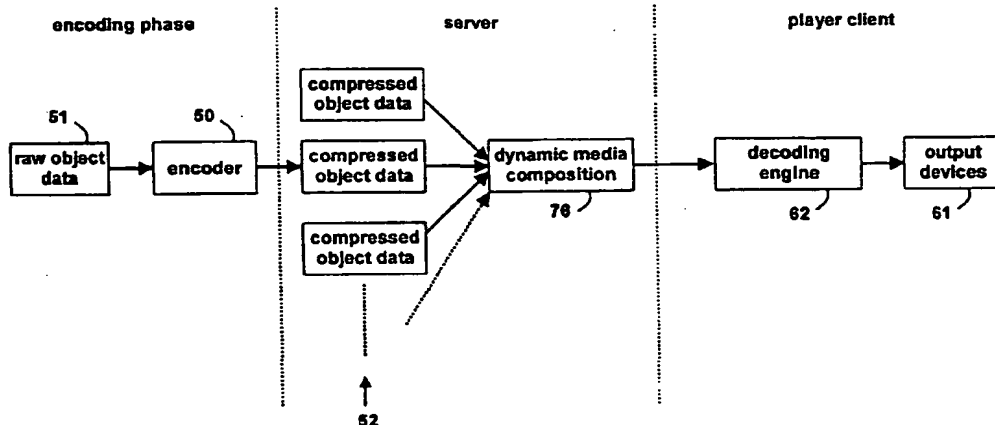 encoding phase
server
player client
51
raw object
data
50
encoder
compressed
object data
compressed
object data
compressed
object data
52
dynamic media
composition
76
decoding
engine
62
output
devices
61